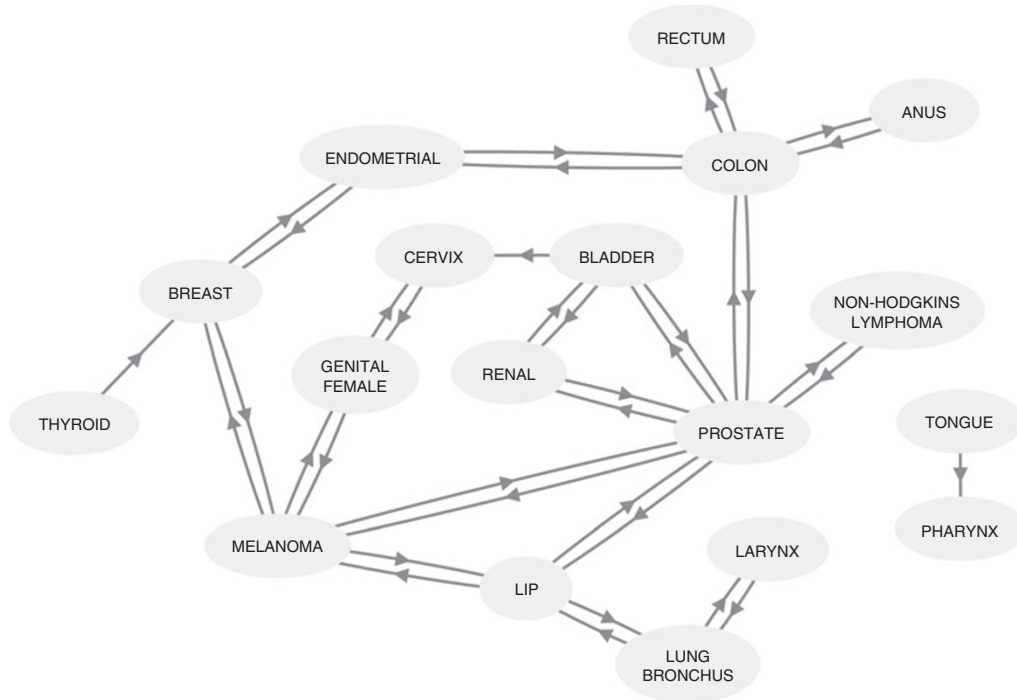 RECTUM
ANUS
ENDOMETRIAL
COLON
CERVIX
BLADDER
BREAST
NON-HODGKINS
LYMPHOMA
GENITAL
FEMALE
RENAL
THYROID
PROSTATE
TONGUE
PHARYNX
MELANOMA
LARYNX
LIP
LUNG
BRONCHUS